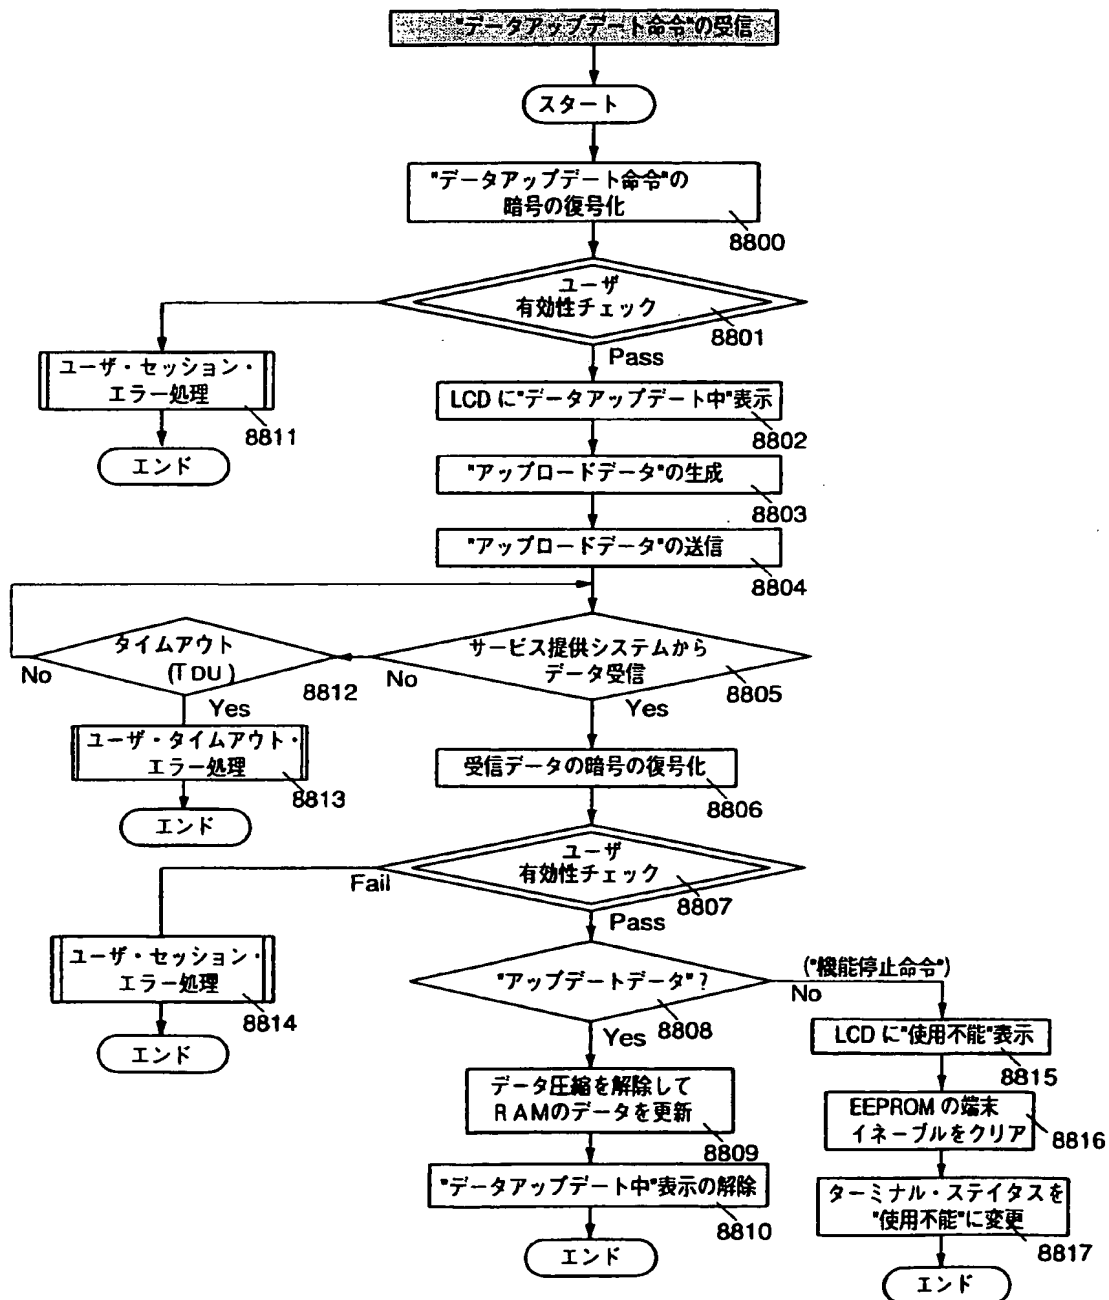 "データアップデート命令"の受信
スタート
"データアップデート命令"の
暗号の復号化
8800
ユーザ
有効性チェック
8801
Pass
ユーザ・セッション・
エラー処理
8811
エンド
LCDに"データアップデート中"表示
8802
"アップロードデータ"の生成
8803
"アップロードデータ"の送信
8804
サービス提供システムから
データ受信
8805
No
Yes
タイムアウト
(TDU)
8812
No
Yes
ユーザ・タイムアウト・
エラー処理
8813
エンド
受信データの暗号の復号化
8806
ユーザ
有効性チェック
8807
Fail
Pass
ユーザ・セッション・
エラー処理
8814
エンド
"アップデートデータ"?
8808
("機能停止命令")
No
Yes
LCDに"使用不能"表示
8815
EEPROMの端末
イネーブルをクリア
8816
ターミナル・ステイタスを
"使用不能"に変更
8817
エンド
データ圧縮を解除して
RAMのデータを更新
8809
"データアップデート中"表示の解除
8810
エンド